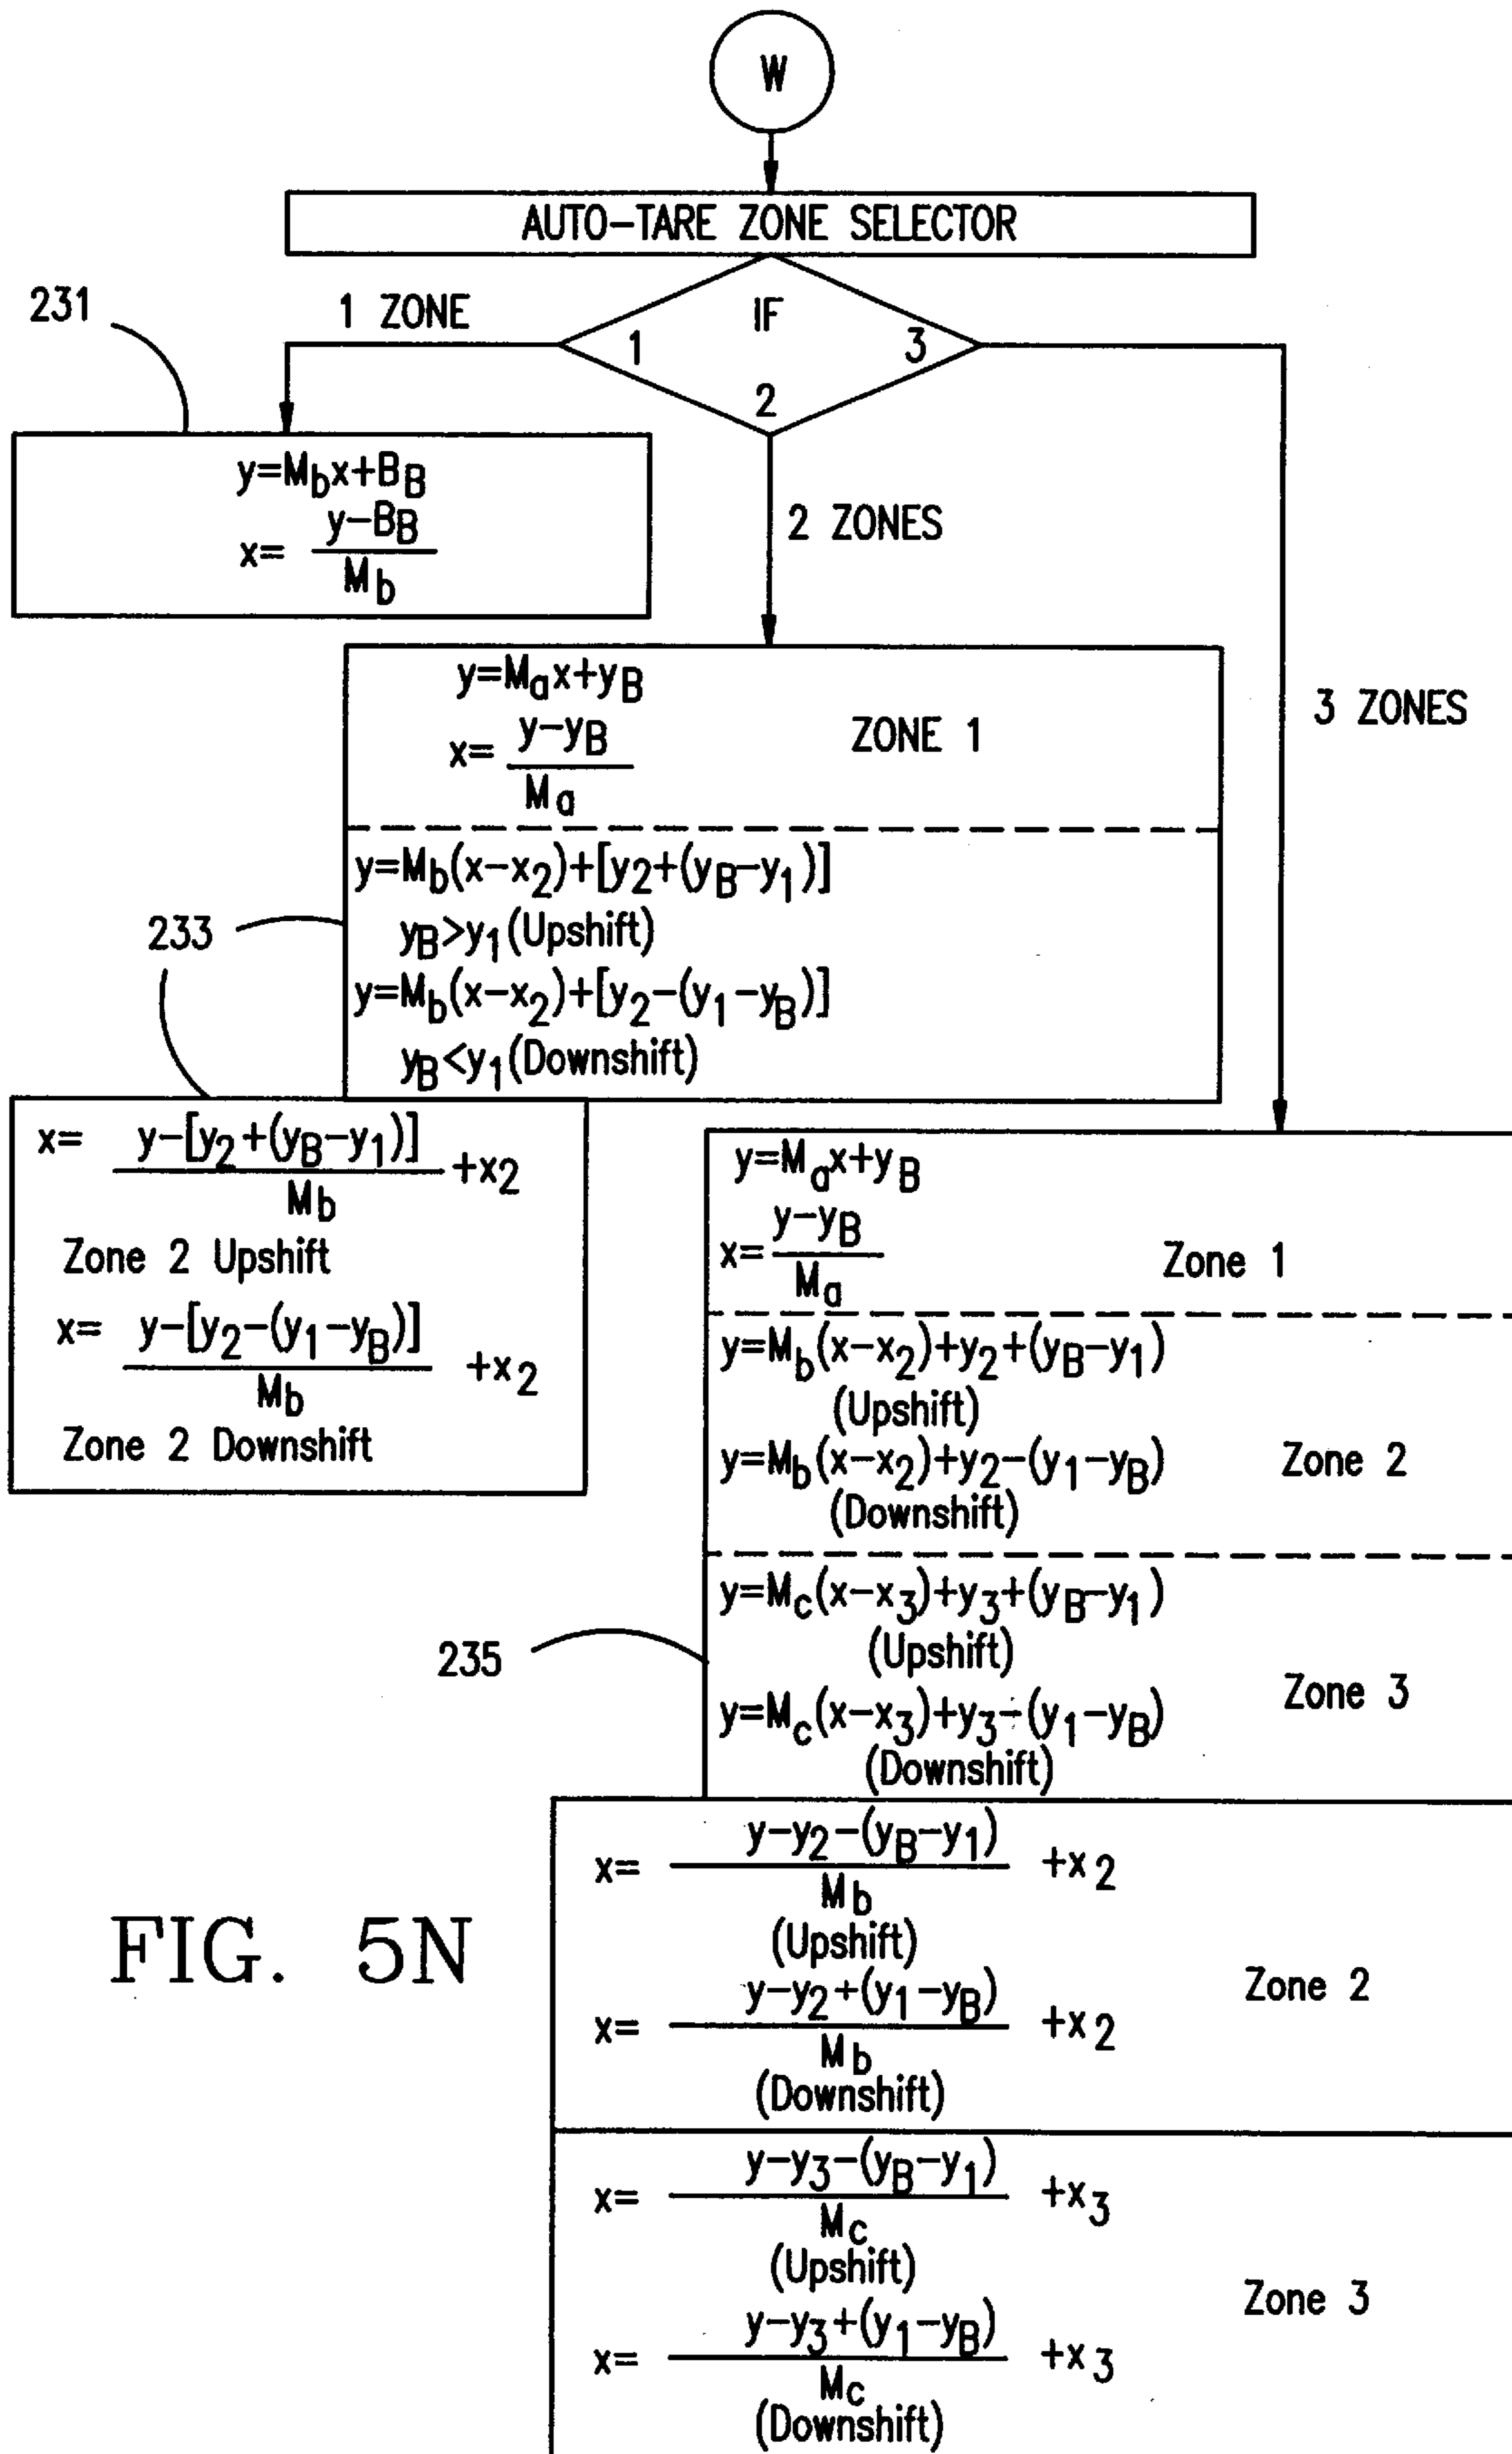 W
AUTO-TARE ZONE SELECTOR
IF
1
2
3
1 ZONE
231
y=M_b x+B_B
x= (y-B_B)/M_b
2 ZONES
3 ZONES
y=M_a x+y_B
x= (y-y_B)/M_a
ZONE 1
y=M_b(x-x_2)+[y_2+(y_B-y_1)]
y_B>y_1(Upshift)
y=M_b(x-x_2)+[y_2-(y_1-y_B)]
y_B<y_1(Downshift)
233
x= (y-[y_2+(y_B-y_1)])/M_b +x_2
Zone 2 Upshift
x= (y-[y_2-(y_1-y_B)])/M_b +x_2
Zone 2 Downshift
y=M_a x+y_B
x= (y-y_B)/M_a
Zone 1
y=M_b(x-x_2)+y_2+(y_B-y_1)
(Upshift)
y=M_b(x-x_2)+y_2-(y_1-y_B)
(Downshift)
Zone 2
y=M_c(x-x_3)+y_3+(y_B-y_1)
(Upshift)
y=M_c(x-x_3)+y_3-(y_1-y_B)
(Downshift)
Zone 3
235
x= (y-y_2-(y_B-y_1))/M_b +x_2
(Upshift)
x= (y-y_2+(y_1-y_B))/M_b +x_2
(Downshift)
Zone 2
x= (y-y_3-(y_B-y_1))/M_c +x_3
(Upshift)
x= (y-y_3+(y_1-y_B))/M_c +x_3
(Downshift)
Zone 3
FIG. 5N